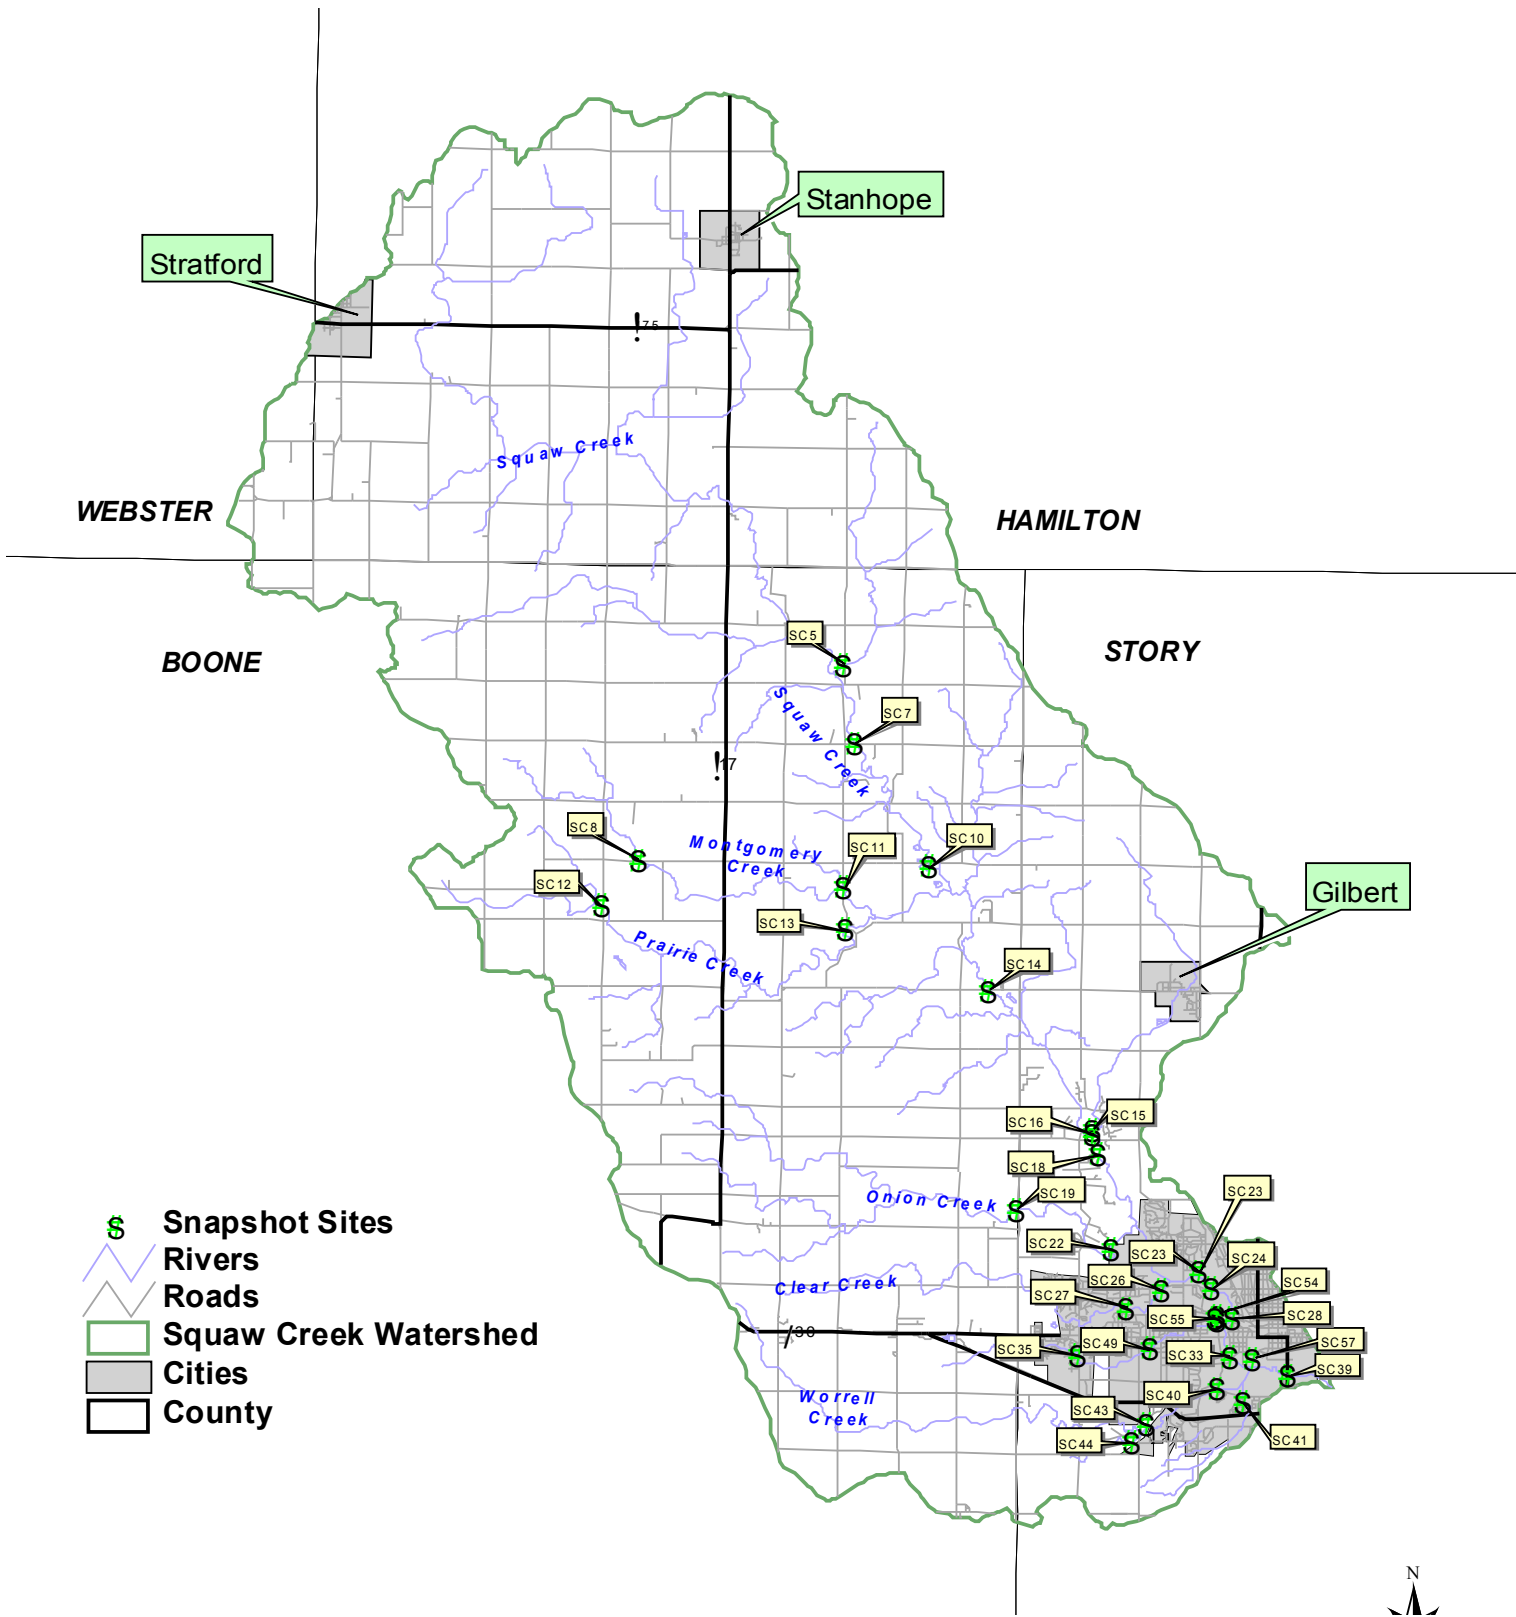 Stanhope
Stratford
75
Squaw Creek
WEBSTER
HAMILTON
BOONE
STORY
SC5
SC7
Squaw Creek
17
SC8
Montgomery
Creek
SC11
SC10
SC12
SC13
Prairie Creek
Gilbert
SC14
SC16
SC15
SC18
SC19
Onion Creek
SC23
SC22
SC23
SC24
Clear Creek
SC26
SC27
SC54
SC55
SC28
30
SC35
SC49
SC33
SC57
SC39
Worrell
Creek
SC40
SC43
SC44
SC41
S Snapshot Sites
Rivers
Roads
Squaw Creek Watershed
Cities
County
N